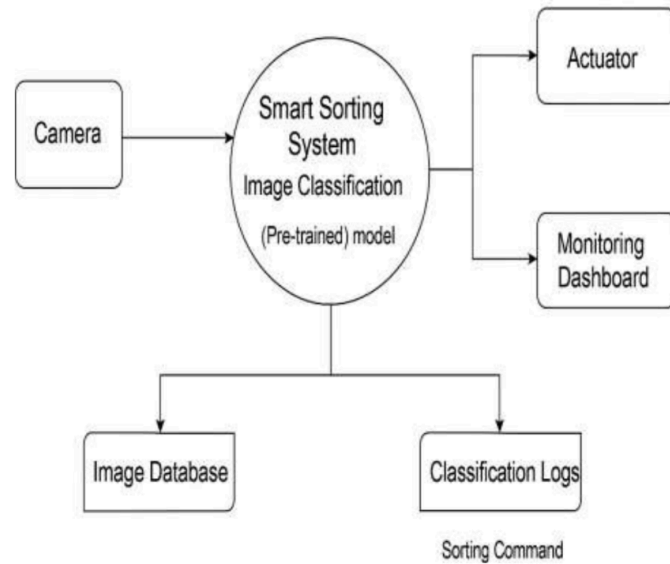 Camera
Smart Sorting
System
Image Classification
(Pre-trained) model
Actuator
Monitoring
Dashboard
Image Database
Classification Logs
Sorting Command